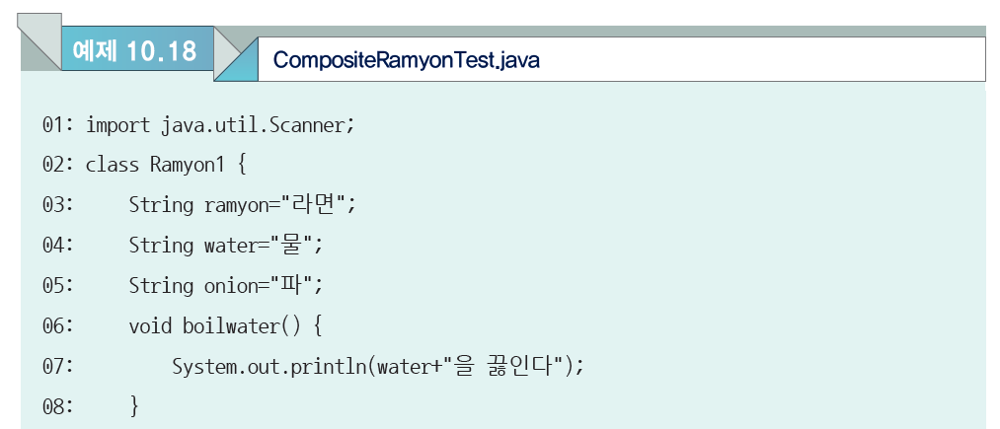 예제 10.18
CompositeRamyonTest.java
01: import java.util.Scanner;
02: class Ramyon1 {
03:     String ramyon="라면";
04:     String water="물";
05:     String onion="파";
06:     void boilwater() {
07:         System.out.println(water+"을 끓인다");
08:     }